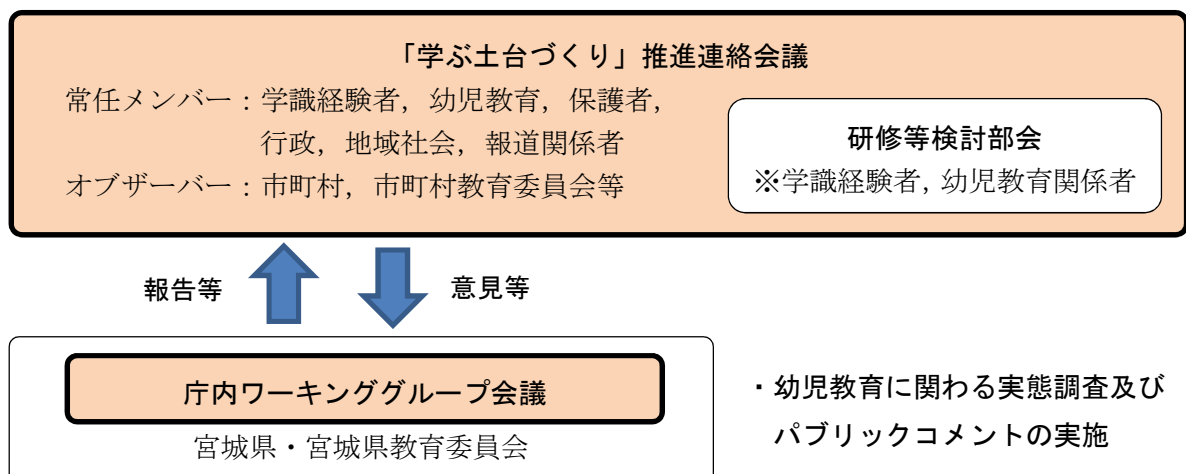 「学ぶ土台づくり」推進連絡会議
常任メンバー：学識経験者，幼児教育，保護者，
行政，地域社会，報道関係者
オブザーバー：市町村，市町村教育委員会等
研修等検討部会
※学識経験者，幼児教育関係者
報告等
意見等
庁内ワーキンググループ会議
宮城県・宮城県教育委員会
・幼児教育に関わる実態調査及び
パブリックコメントの実施